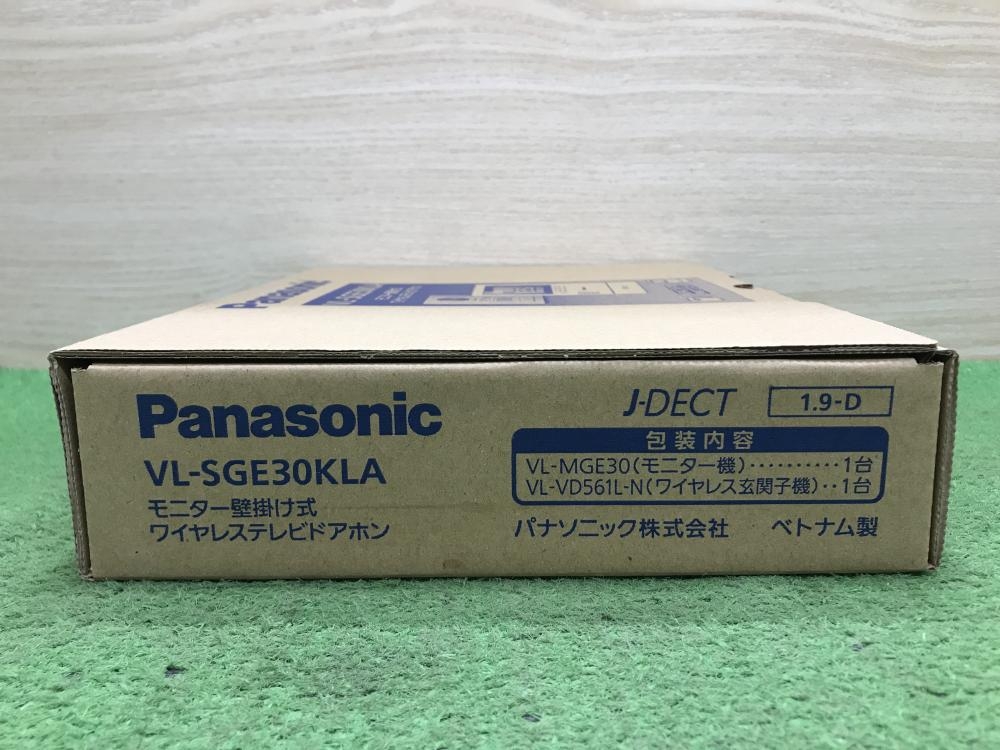 Panasonic
Panasonic
VL-SGE30KLA
モニター壁掛け式
ワイヤレステレビドアホン
J-DECT
1.9-D
包装内容
VL-MGE30(モニター機)··········1台
VL-VD561L-N(ワイヤレス玄関子機)··1台
パナソニック株式会社 ベトナム製